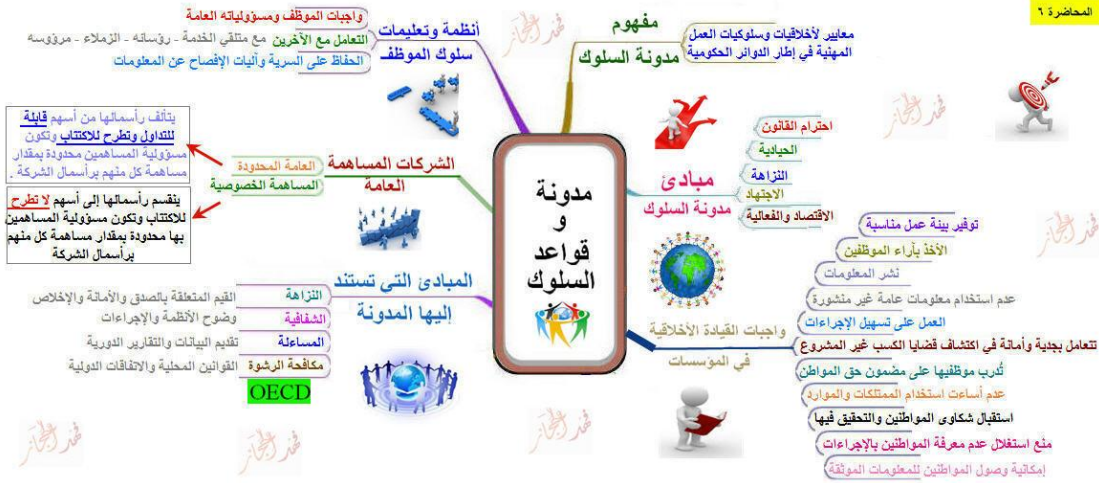 المحاضرة ٦
مدونة
و
قواعد
السلوك
مفهوم
مدونة السلوك
معايير لأخلاقيات وسلوكيات العمل
المهنية في إطار الدوائر الحكومية
مبادئ
مدونة السلوك
احترام القانون
الحيادية
النزاهة
الاجتهاد
الاقتصاد والفعالية
واجبات القيادة الأخلاقية
في المؤسسات
توفير بيئة عمل مناسبة
الأخذ بآراء الموظفين
نشر المعلومات
عدم استخدام معلومات عامة غير منشورة
العمل على تسهيل الإجراءات
تتعامل بجدية وأمانة في اكتشاف قضايا الكسب غير المشروع
تُدرب موظفيها على مضمون حق المواطن
عدم أساءت استخدام الممتلكات والموارد
استقبال شكاوى المواطنين والتحقيق فيها
منع استغلال عدم معرفة المواطنين بالإجراءات
إمكانية وصول المواطنين للمعلومات الموثقة
أنظمة وتعليمات
سلوك الموظف
واجبات الموظف ومسؤولياته العامة
التعامل مع الآخرين مع متلقي الخدمة - رؤسائه - الزملاء - مرؤوسه
الحفاظ على السرية وآليات الإفصاح عن المعلومات
الشركات المساهمة
العامة
العامة المحدودة
المساهمة الخصوصية
يتألف رأسمالها من أسهم قابلة
للتداول وتطرح للاكتتاب وتكون
مسؤولية المساهمين محدودة بمقدار
مساهمة كل منهم برأسمال الشركة .
ينقسم رأسمالها إلى أسهم لا تطرح
للاكتتاب وتكون مسؤولية المساهمين
بها محدودة بمقدار مساهمة كل منهم
برأسمال الشركة
المبادئ التي تستند
إليها المدونة
النزاهة القيم المتعلقة بالصدق والأمانة والإخلاص
الشفافية وضوح الأنظمة والإجراءات
المساءلة تقديم البيانات والتقارير الدورية
مكافحة الرشوة القوانين المحلية والاتفاقات الدولية
OECD